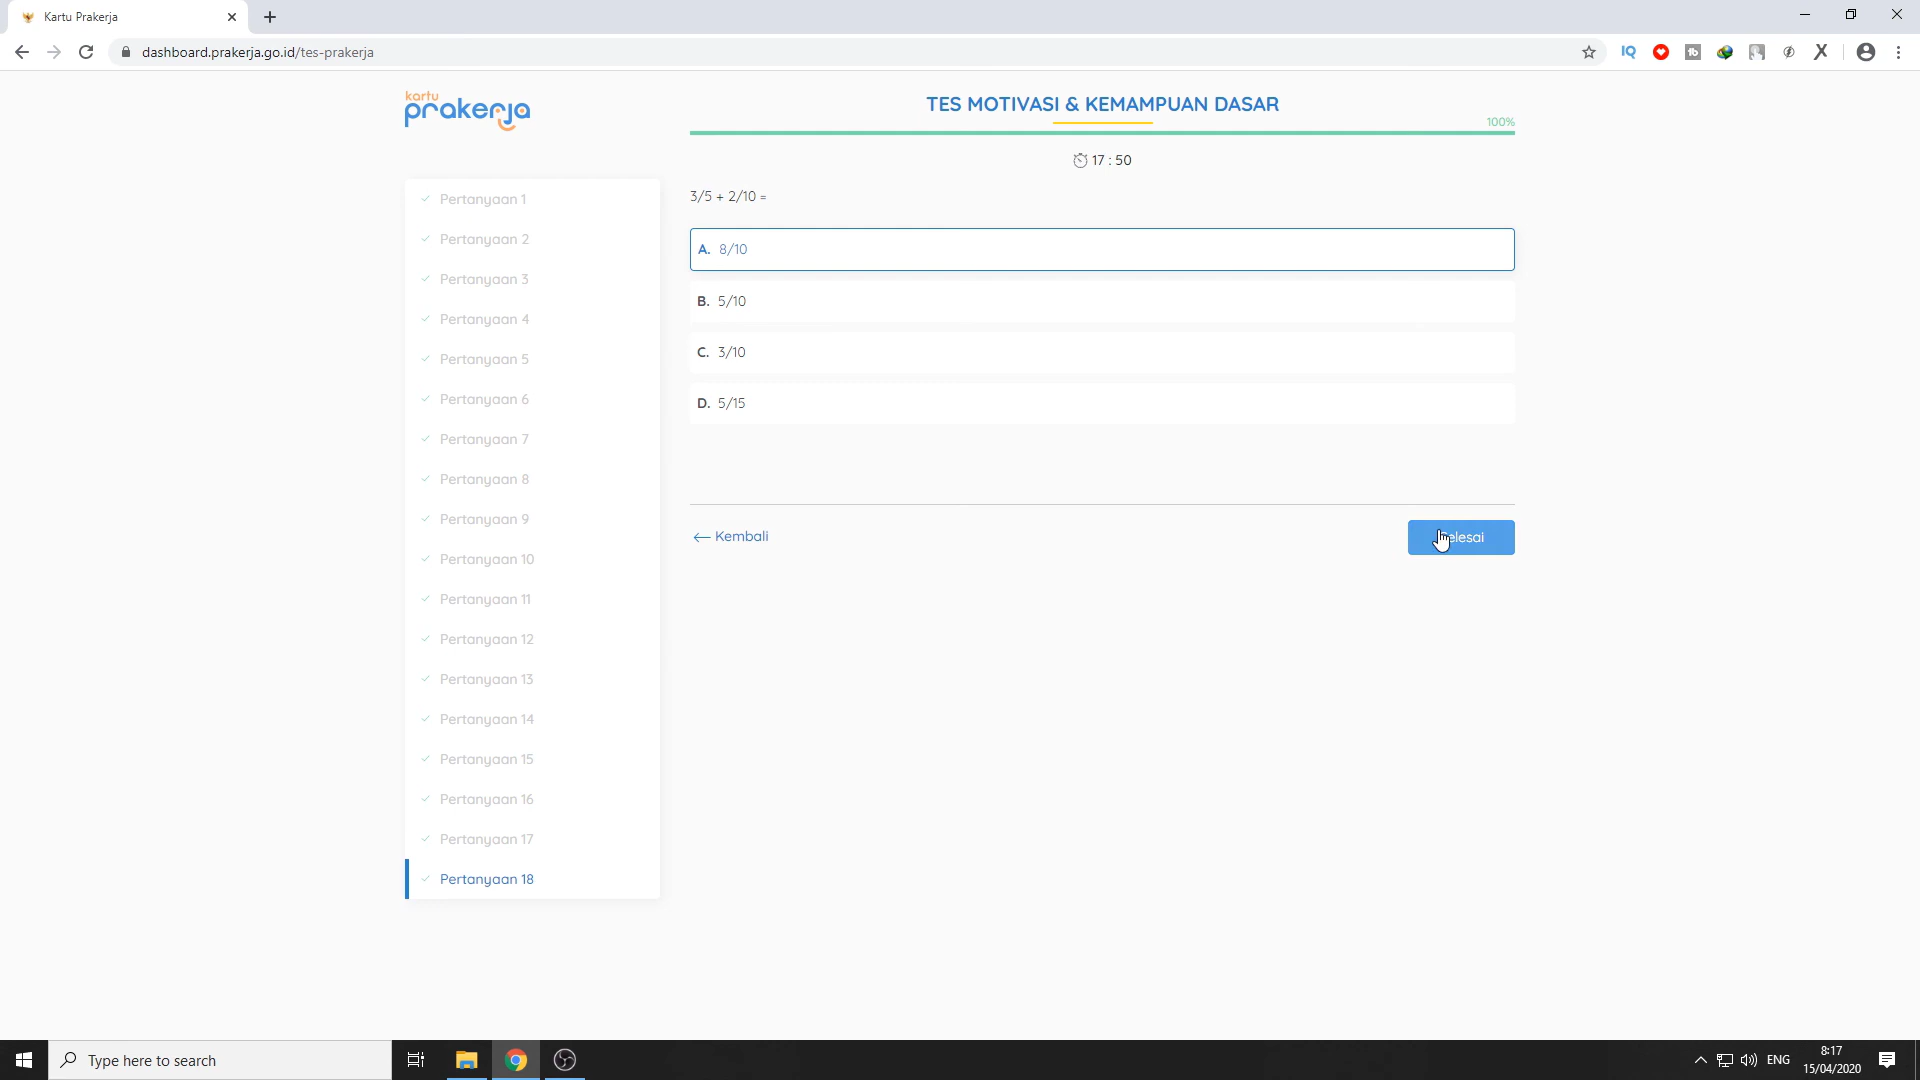 Kartu Prakerja
dashboard.prakerja.go.id/tes-prakerja
IQ
tb
X
kartu
prakerja
TES MOTIVASI & KEMAMPUAN DASAR
100%
17 : 50
Pertanyaan 1
Pertanyaan 2
Pertanyaan 3
Pertanyaan 4
Pertanyaan 5
Pertanyaan 6
Pertanyaan 7
Pertanyaan 8
Pertanyaan 9
Pertanyaan 10
Pertanyaan 11
Pertanyaan 12
Pertanyaan 13
Pertanyaan 14
Pertanyaan 15
Pertanyaan 16
Pertanyaan 17
Pertanyaan 18
3/5 + 2/10 =
A. 8/10
B. 5/10
C. 3/10
D. 5/15
← Kembali
Selesai
Type here to search
ENG
8:17
15/04/2020